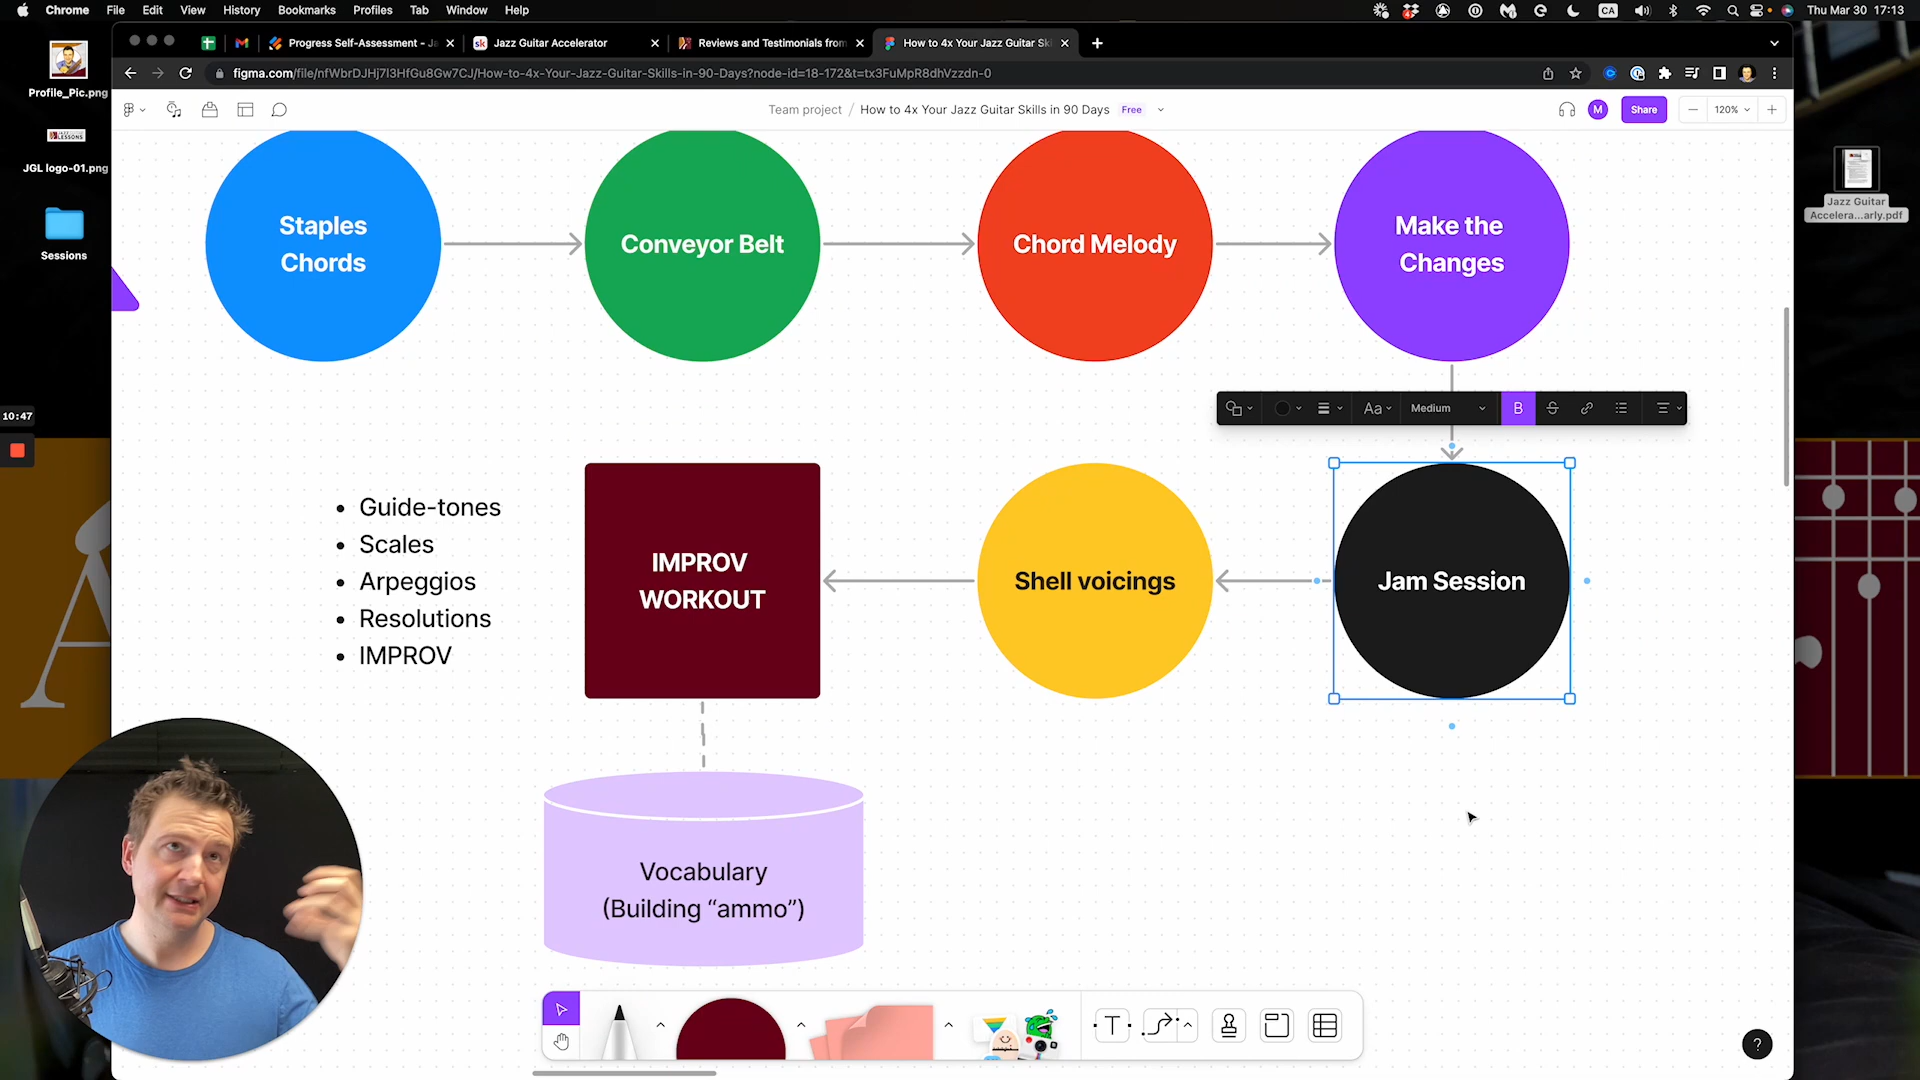 Chrome File Edit View History Bookmarks Profiles Tab Window Help
CA
Thu Mar 30 17:13
Progress Self-Assessment - Ja
Jazz Guitar Accelerator
Reviews and Testimonials from
How to 4x Your Jazz Guitar Ski
figma.com/file/nfWbrDJHj7I3HfGu8Gw7CJ/How-to-4x-Your-Jazz-Guitar-Skills-in-90-Days?node-id=18-172&t=tx3FuMpR8dhVzzdn-0
Team project / How to 4x Your Jazz Guitar Skills in 90 Days Free
M
Share
120%
Profile_Pic.png
LESSONS
JGL logo-01.png
Sessions
Jazz Guitar
Accelera...arly.pdf
10:47
Staples
Chords
Conveyor Belt
Chord Melody
Make the
Changes
Aa
Medium
B
S
Guide-tones
Scales
Arpeggios
Resolutions
IMPROV
IMPROV
WORKOUT
Shell voicings
Jam Session
Vocabulary
(Building “ammo”)
T
?